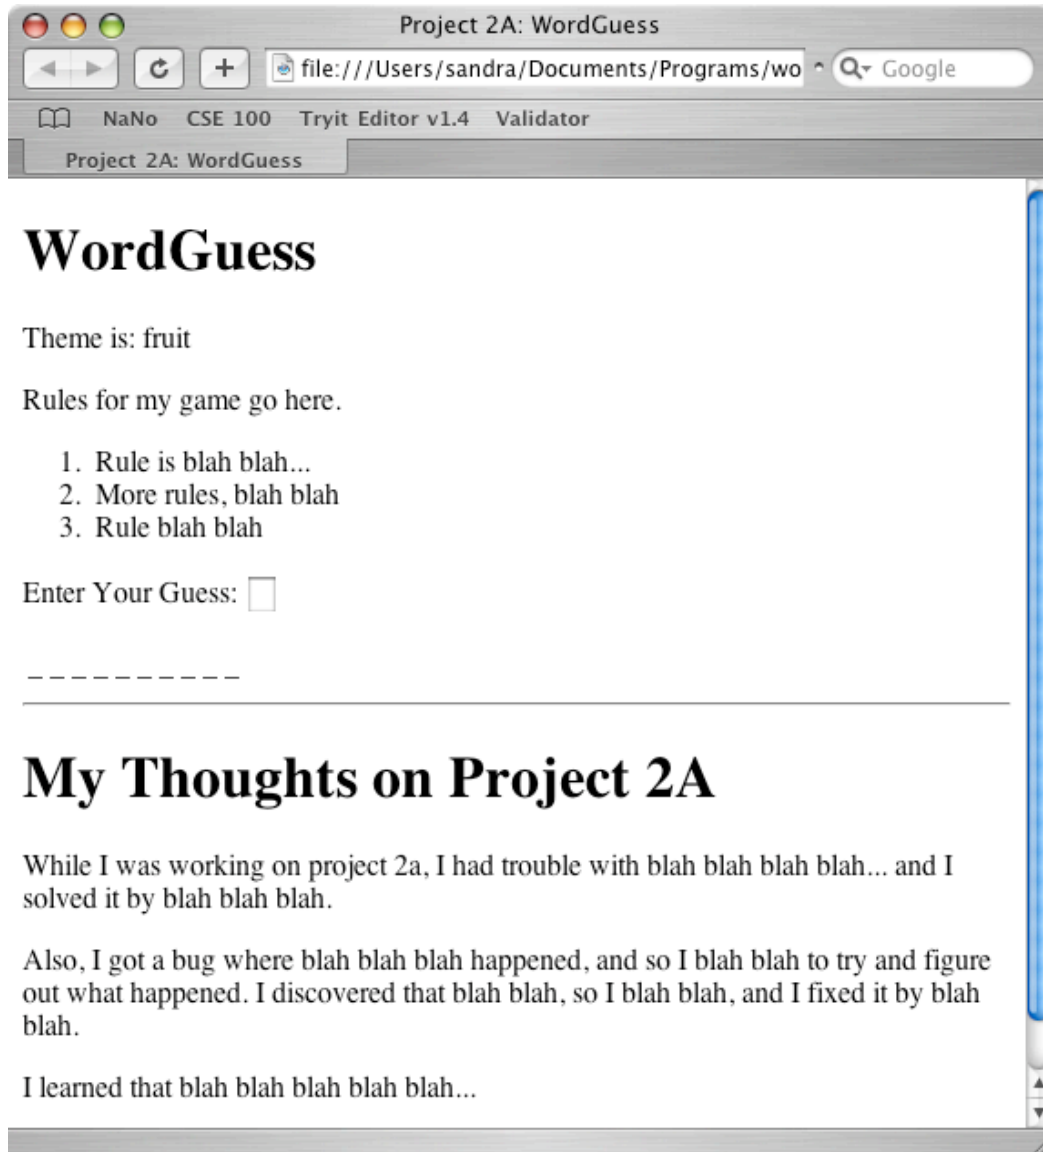 Project 2A: WordGuess
file:///Users/sandra/Documents/Programs/wo
Google
NaNo CSE 100 Tryit Editor v1.4 Validator
Project 2A: WordGuess
WordGuess
Theme is: fruit
Rules for my game go here.
1. Rule is blah blah...
2. More rules, blah blah
3. Rule blah blah
Enter Your Guess:
_ _ _ _ _ _ _ _ _ _
My Thoughts on Project 2A
While I was working on project 2a, I had trouble with blah blah blah blah... and I
solved it by blah blah blah.
Also, I got a bug where blah blah blah happened, and so I blah blah to try and figure
out what happened. I discovered that blah blah, so I blah blah, and I fixed it by blah
blah.
I learned that blah blah blah blah blah...